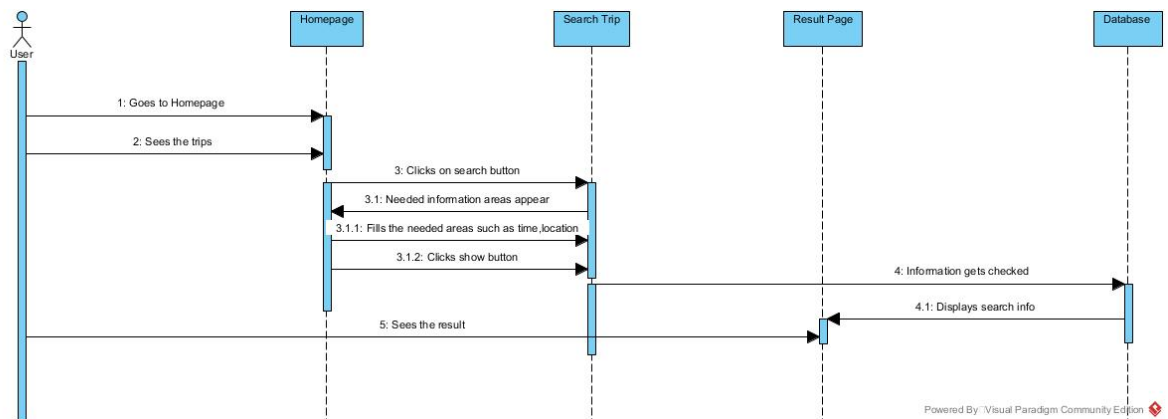 User
Homepage
Search Trip
Result Page
Database
1: Goes to Homepage
2: Sees the trips
3: Clicks on search button
3.1: Needed information areas appear
3.1.1: Fills the needed areas such as time,location
3.1.2: Clicks show button
4: Information gets checked
4.1: Displays search info
5: Sees the result
Powered By Visual Paradigm Community Edition